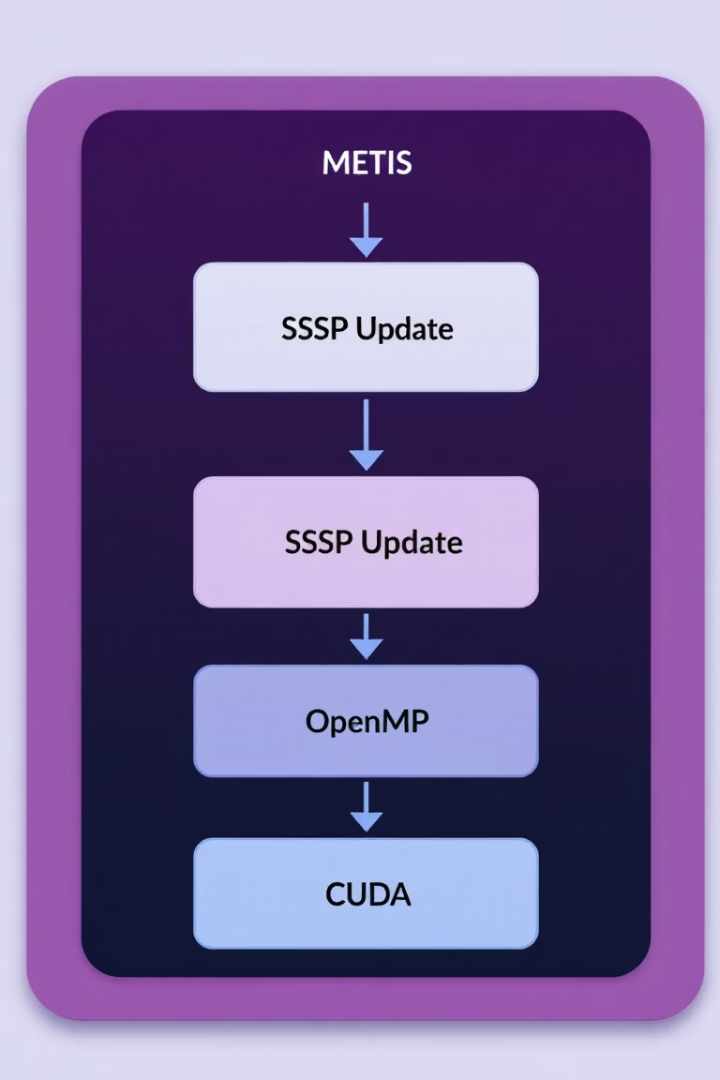 METIS
SSSP Update
SSSP Update
OpenMP
CUDA